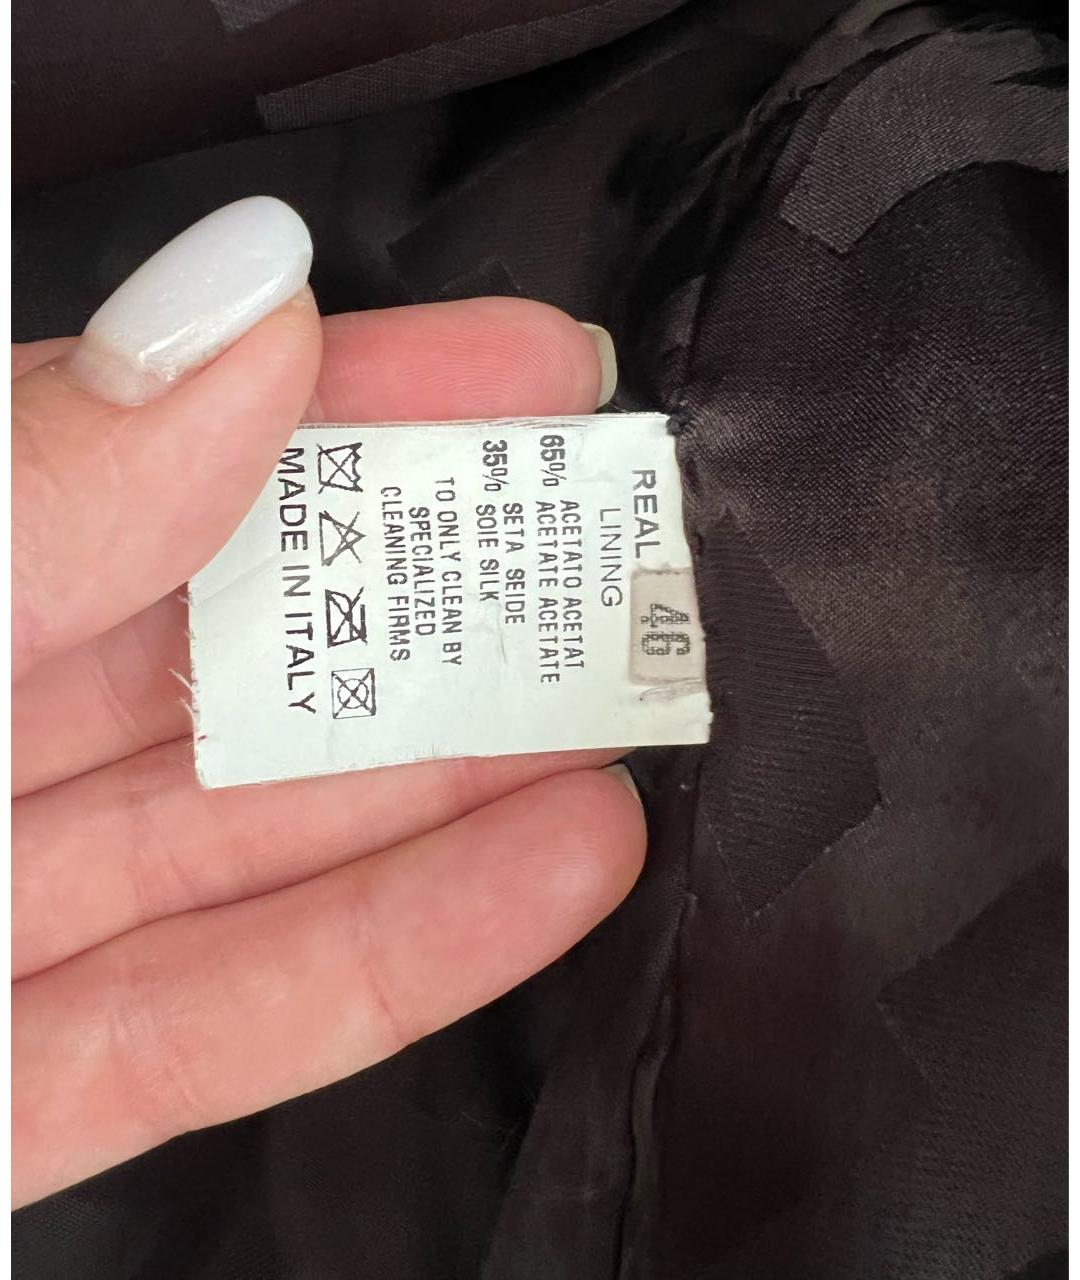 REAL
46
LINING
65% ACETATO ACETAT
ACETATE ACETATE
35% SETA SEIDE
SOIE SILK
TO ONLY CLEAN BY
SPECIALIZED
CLEANING FIRMS
MADE IN ITALY